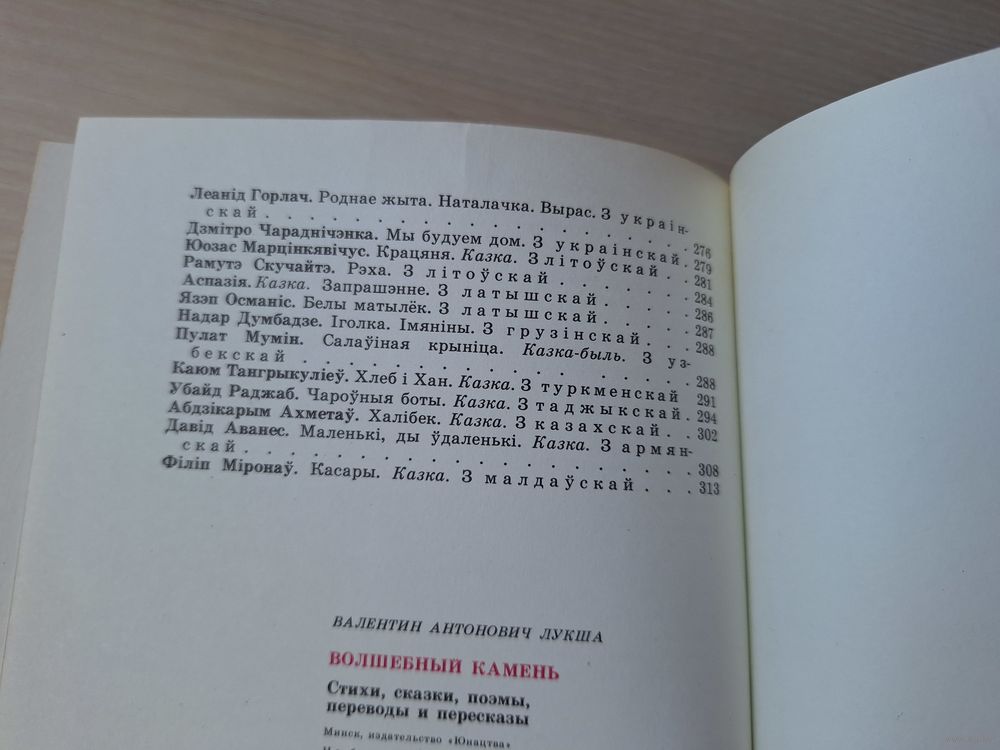 Леанід Горлач. Роднае жыта. Наталачка. Вырас. З украін-
скай . . . . . . . . . . . . . . . . . 276
Дзмітро Чараднічэнка. Мы будуем дом. З украінскай . 279
Юозас Марцінкявічус. Крацяня. Казка. З літоўскай . . 281
Рамутэ Скучайтэ. Рэха. З літоўскай . . . . . . . 284
Аспазія. Казка. Запрашэнне. З латышскай . . . . . 286
Язэп Османіс. Белы матылёк. З латышскай . . . . . 287
Надар Думбадзе. Іголка. Імяніны. З грузінскай . . . 288
Пулат Мумін. Салаўіная крыніца. Казка-быль. З уз-
бекскай . . . . . . . . . . . . . . . . 288
Каюм Тангрыкуліеў. Хлеб і Хан. Казка. З туркменскай 291
Убайд Раджаб. Чароўныя боты. Казка. З таджыкскай . 294
Абдзікарым Ахметаў. Халібек. Казка. З казахскай . . 302
Давід Аванес. Маленькі, ды ўдаленькі. Казка. З армян-
скай . . . . . . . . . . . . . . . . . 308
Філіп Міронаў. Касары. Казка. З малдаўскай . . . 313
ВАЛЕНТИН АНТОНОВИЧ ЛУКША
ВОЛШЕБНЫЙ КАМЕНЬ
Стихи, сказки, поэмы,
переводы и пересказы
Минск, издательство «Юнацтва»